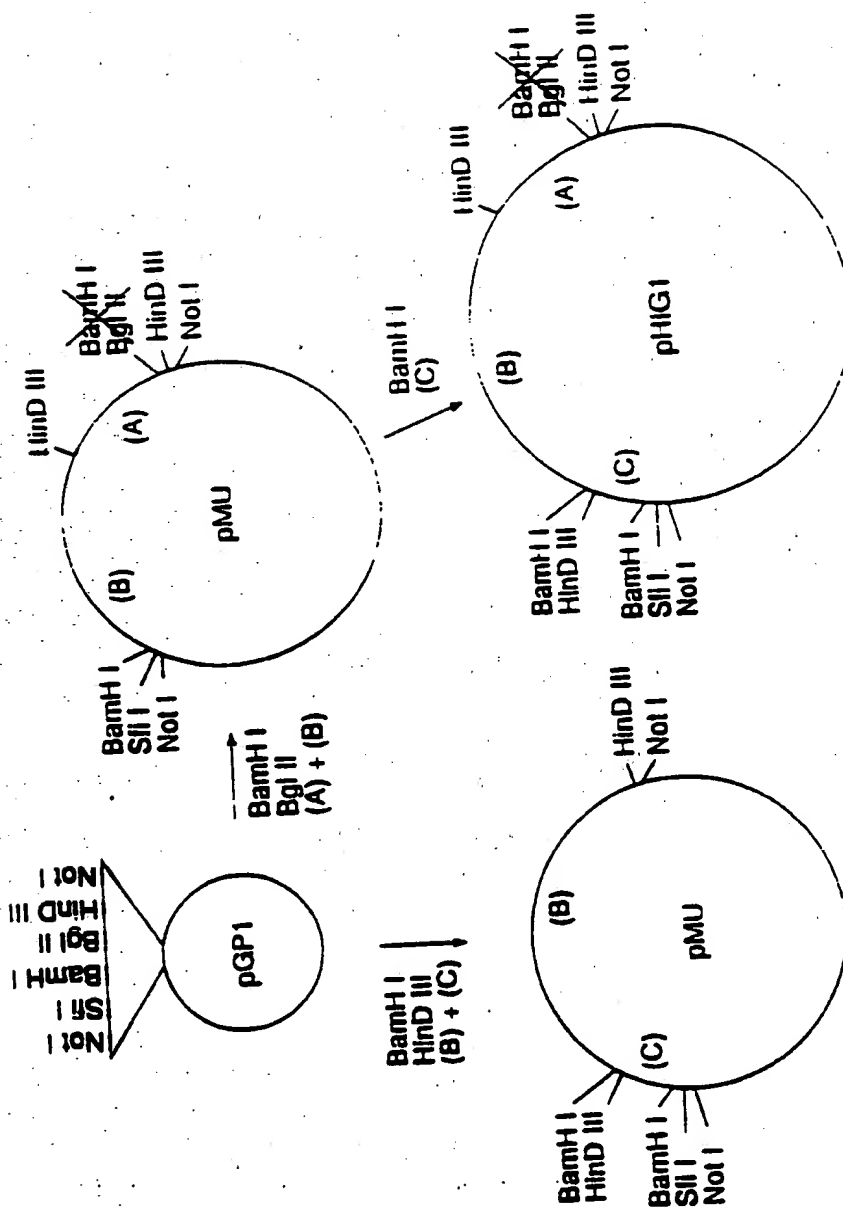 Not I
Sfi I
BamH I
Bgl II
HinD III
Not I
pGP1
BamH I
Bgl II
(A) + (B)
BamH I
Sfi I
Not I
(B)
HinD III
(A)
BamH I
Bgl II
HinD III
Not I
pMU
BamH I
HinD III
(B) + (C)
BamH I
(C)
BamH I
HinD III
(C)
BamH I
Sfi I
Not I
(B)
HinD III
Not I
pMU
BamH I
HinD III
(C)
BamH I
Sfi I
Not I
(B)
HinD III
(A)
BamH I
Bgl II
HinD III
Not I
pHIG1